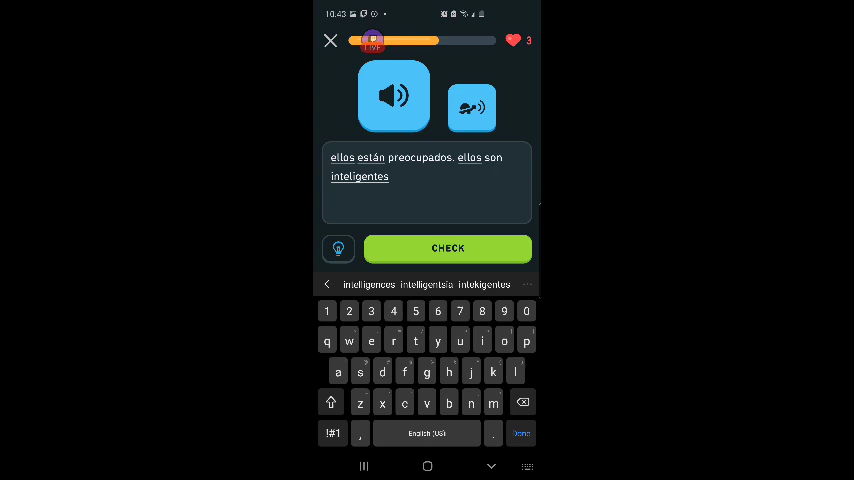 10.43
LIVE
3
ellos están preocupados. ellos son
inteligentes
CHECK
intelligences intelligentsia intekigentes
1 2 3 4 5 6 7 8 9 0
q w e r t y u i o p
a s d f g h j k l
z x c v b n m
!#1 , English (US) . Done